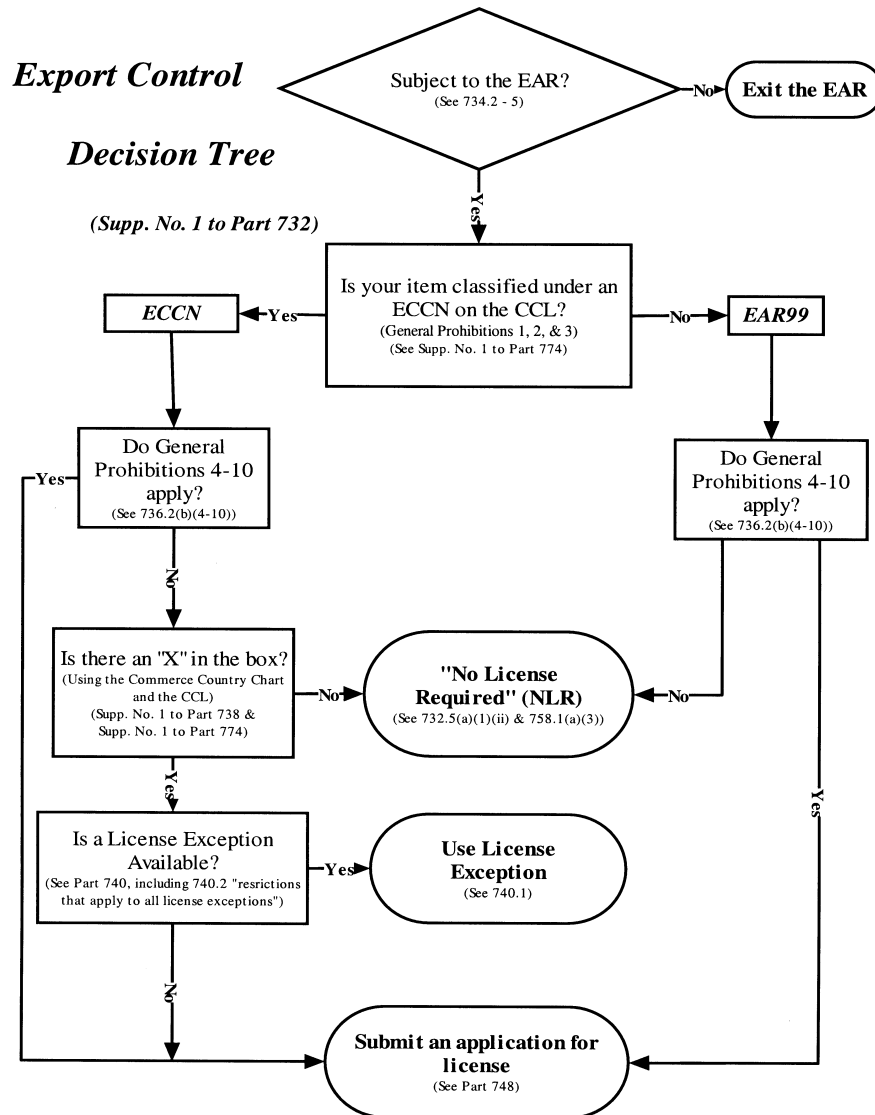 Export Control
Decision Tree
(Supp. No. 1 to Part 732)
Subject to the EAR?
(See 734.2 - 5)
No
Exit the EAR
Yes
Is your item classified under an
ECCN on the CCL?
(General Prohibitions 1, 2, & 3)
(See Supp. No. 1 to Part 774)
Yes
ECCN
No
EAR99
Do General
Prohibitions 4-10
apply?
(See 736.2(b)(4-10))
Yes
No
Do General
Prohibitions 4-10
apply?
(See 736.2(b)(4-10))
No
Yes
Is there an "X" in the box?
(Using the Commerce Country Chart
and the CCL)
(Supp. No. 1 to Part 738 &
Supp. No. 1 to Part 774)
No
"No License
Required" (NLR)
(See 732.5(a)(1)(ii) & 758.1(a)(3))
Yes
Is a License Exception
Available?
(See Part 740, including 740.2 "resrictions
that apply to all license exceptions")
Yes
Use License
Exception
(See 740.1)
No
Submit an application for
license
(See Part 748)